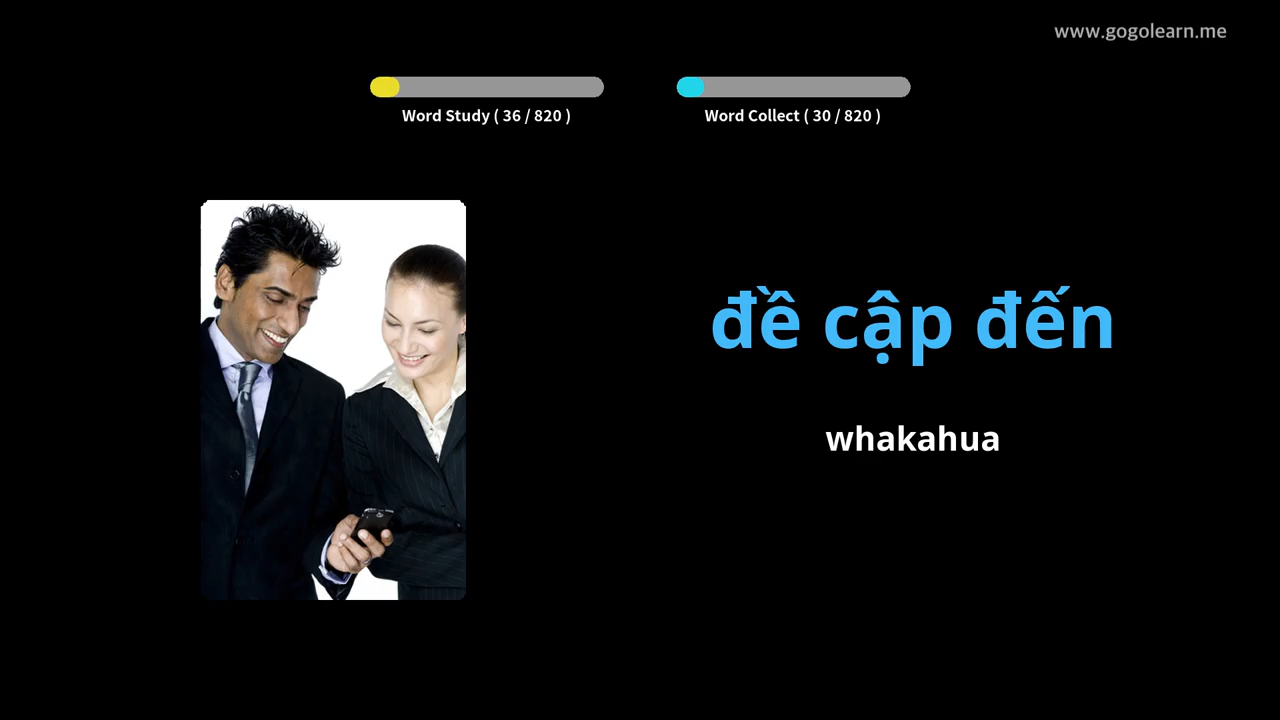 www.gogolearn.me
Word Study ( 36 / 820 )
Word Collect ( 30 / 820 )
đề cập đến
whakahua